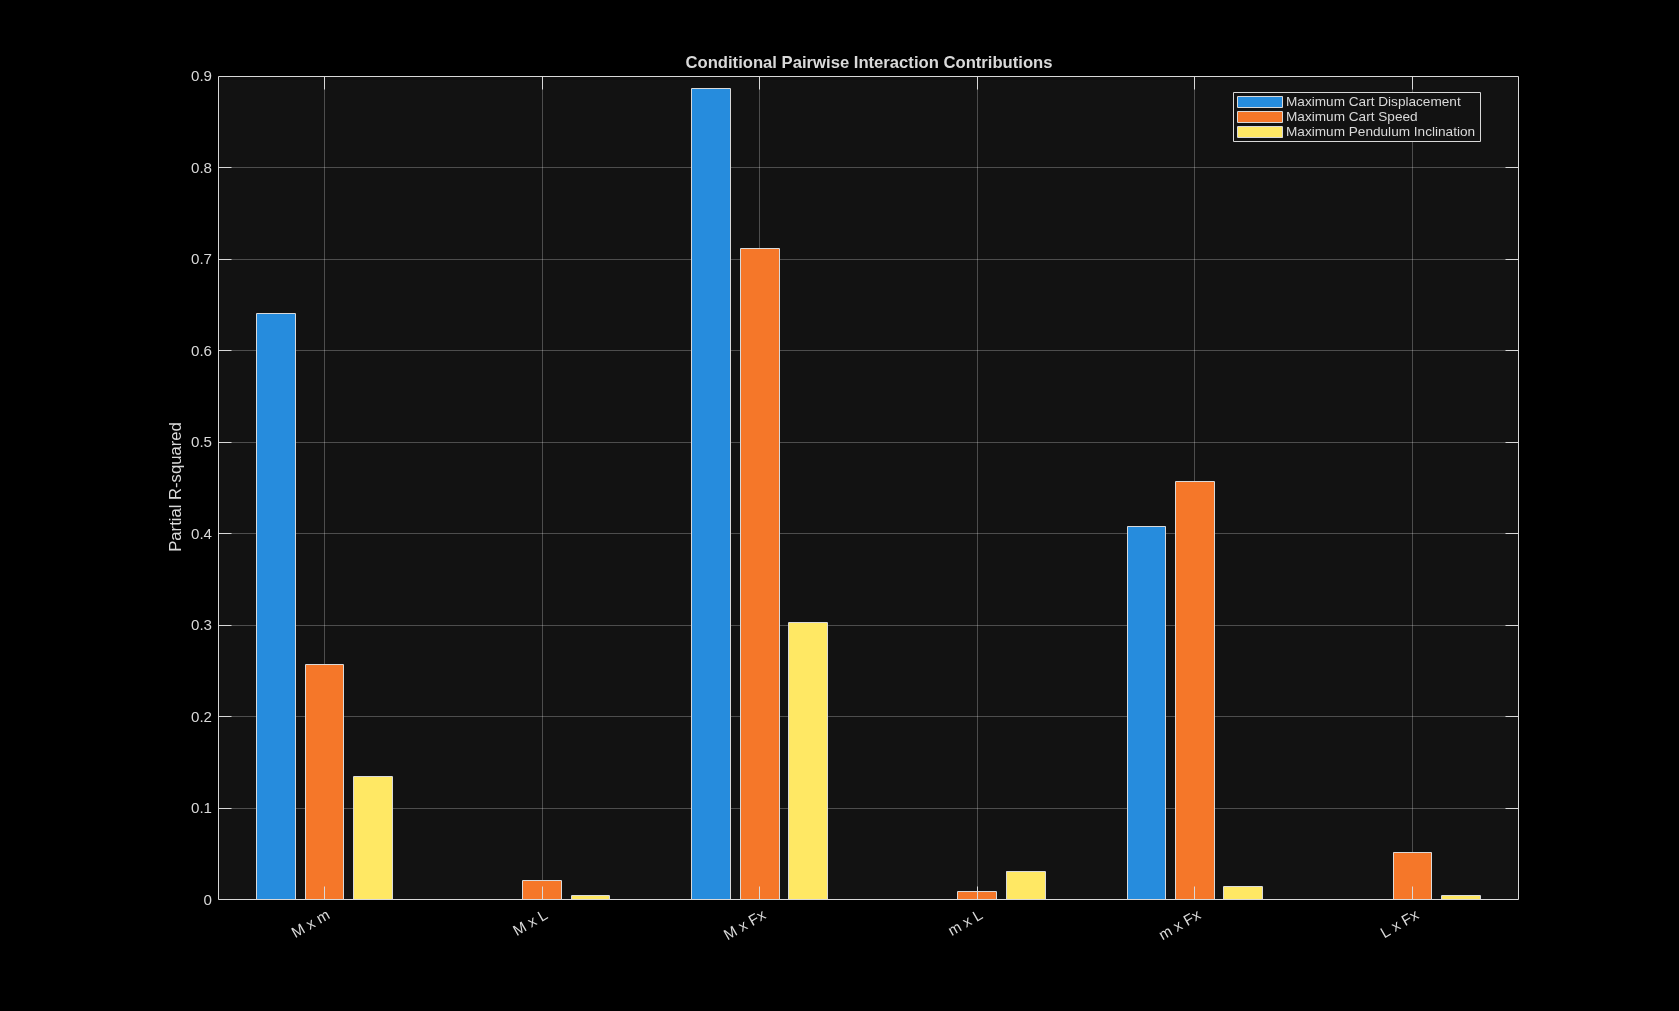 Conditional Pairwise Interaction Contributions
Maximum Cart Displacement
Maximum Cart Speed
Maximum Pendulum Inclination
Partial R-squared
0.9
0.8
0.7
0.6
0.5
0.4
0.3
0.2
0.1
0
M x m
M x L
M x Fx
m x L
m x Fx
L x Fx